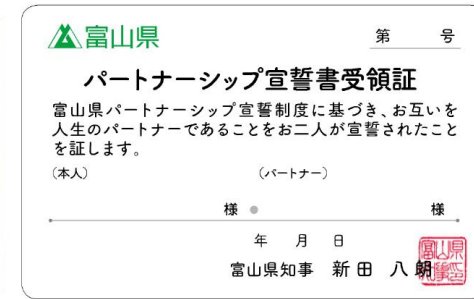 富山県
第 号
パートナーシップ宣誓書受領証
富山県パートナーシップ宣誓制度に基づき、お互いを
人生のパートナーであることをお二人が宣誓されたこと
を証します。
(本人) (パートナー)
様 様
年 月 日
富山県知事 新田 八朗